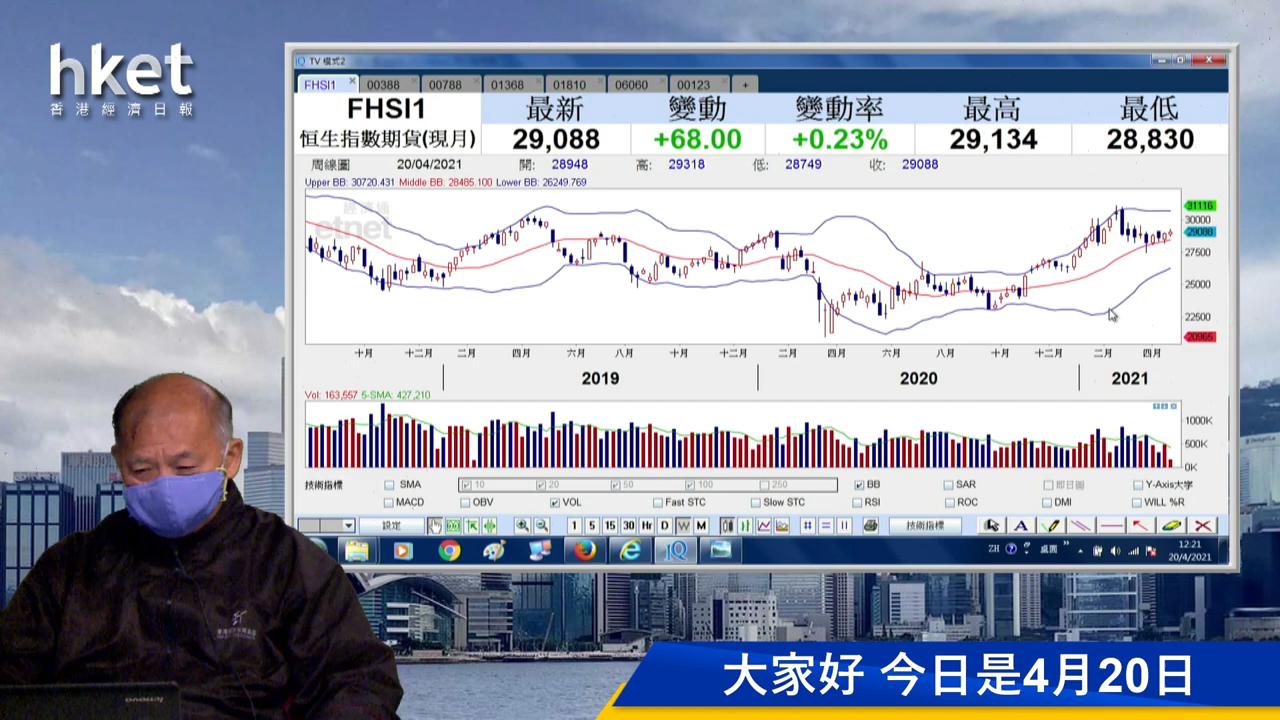 hket
香港經濟日報
TV 模式2
FHSI1 00388 00788 01368 01810 06060 00123 +
FHSI1 最新 變動 變動率 最高 最低
恒生指數期貨(現月) 29,088 +68.00 +0.23% 29,134 28,830
周線圖 20/04/2021 開: 28948 高: 29318 低: 28749 收: 29088
Upper BB: 30720.431 Middle BB: 28485.100 Lower BB: 26249.769
經濟通
etnet
31116
30000
29088
27500
25000
22500
20965
十月 十二月 二月 四月 六月 八月 十月 十二月 二月 四月 六月 八月 十月 十二月 二月 四月
2019 2020 2021
Vol: 163,557 5-SMA: 427,210
1000K
500K
0K
技術指標 SMA 10 20 50 100 250 BB SAR 即日圖 Y-Axis大字
MACD OBV VOL Fast STC Slow STC RSI ROC DMI WILL %R
設定 1 5 15 30 Hr D W M 技術指標 A
ZH 桌面 12:21
20/4/2021
lenovo
大家好 今日是4月20日